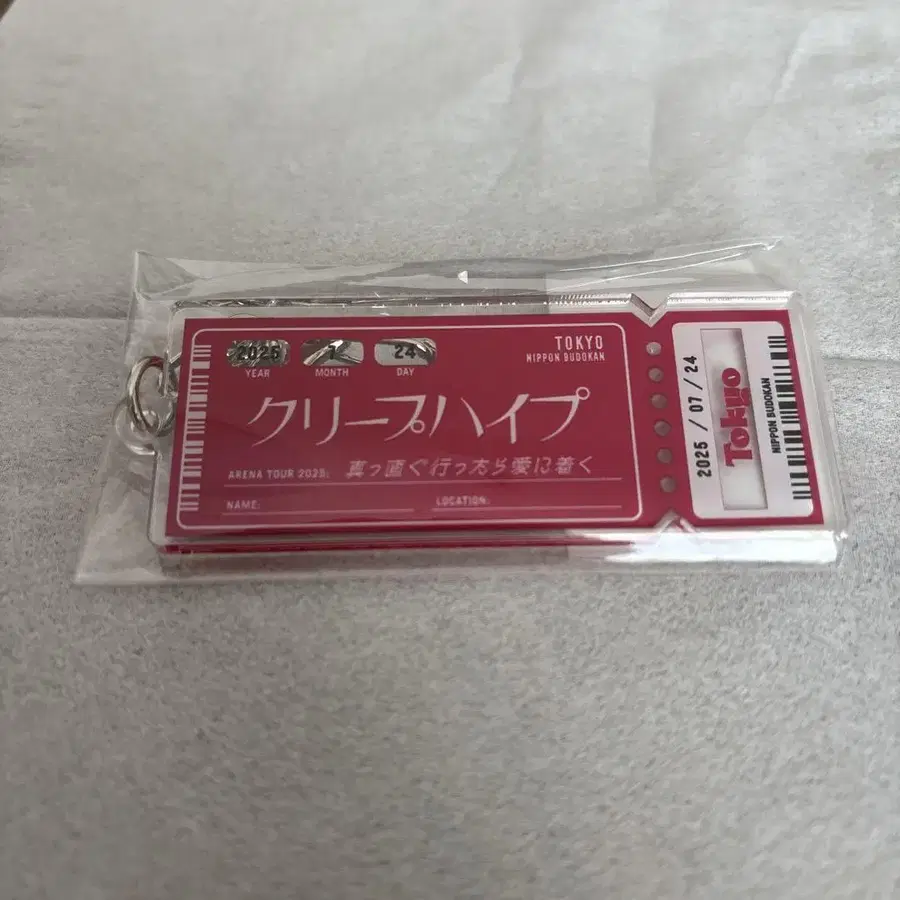 2025 7 24
YEAR MONTH DAY
TOKYO
NIPPON BUDOKAN
クリープハイプ
ARENA TOUR 2025: 真っ直ぐ行ったら愛に着く
NAME: LOCATION:
2025 / 07 / 24
Tokyo
NIPPON BUDOKAN